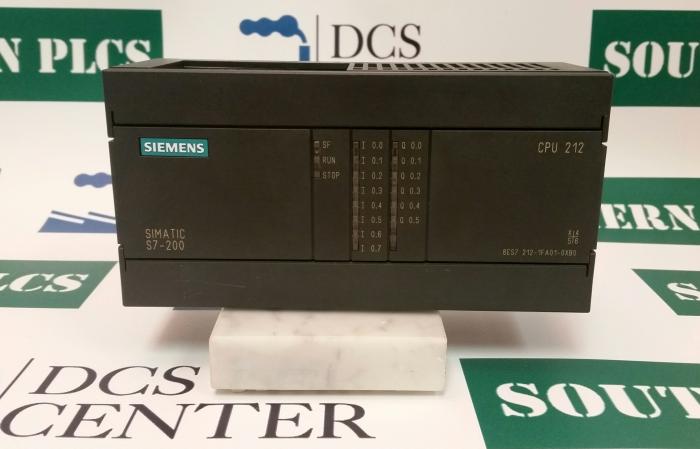 N PLCS
DCS
SOU
SIEMENS
SF
RUN
STOP
I 0.0
I 0.1
I 0.2
I 0.3
I 0.4
I 0.5
I 0.6
I 0.7
Q 0.0
Q 0.1
Q 0.2
Q 0.3
Q 0.4
Q 0.5
CPU 212
SIMATIC
S7-200
X14
5T6
6ES7 212-1FA01-0XB0
ERN
DCS
CENTER
SOUT